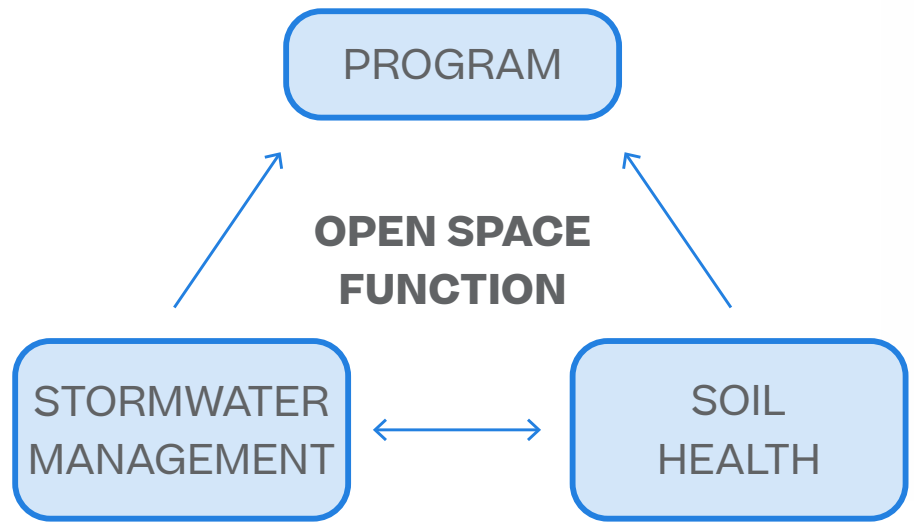 PROGRAM
OPEN SPACE
FUNCTION
STORMWATER
MANAGEMENT
SOIL
HEALTH